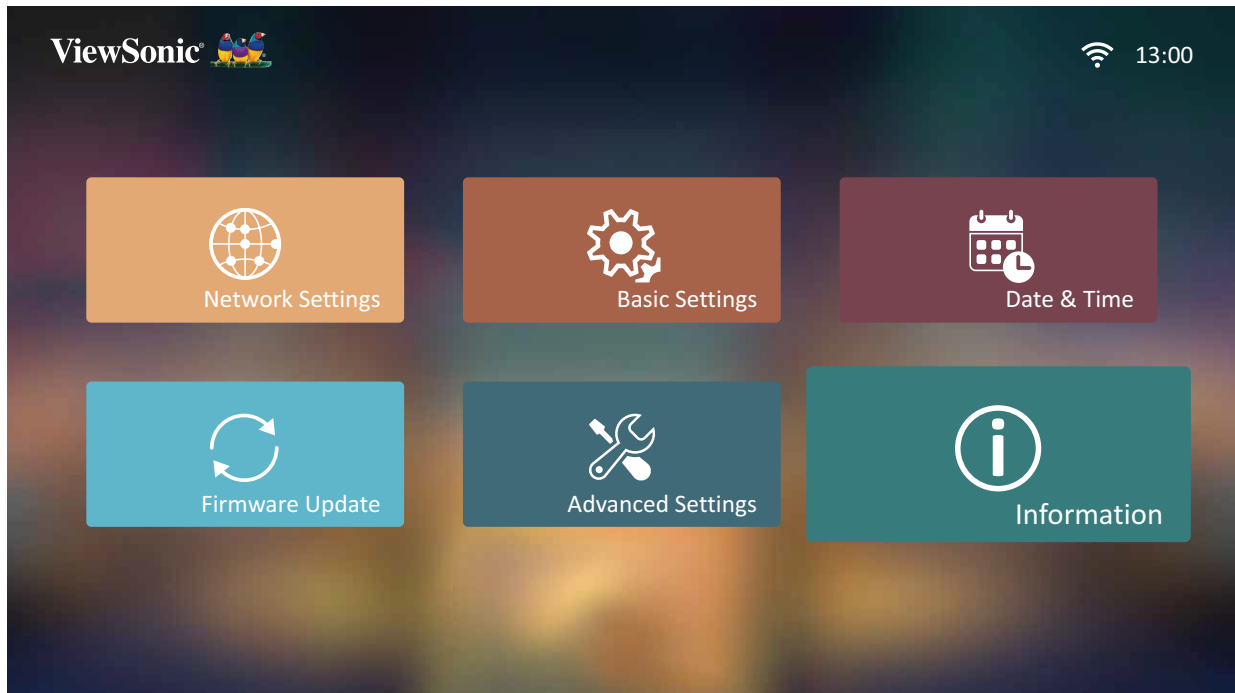 ViewSonic®
13:00
Network Settings
Basic Settings
Date & Time
Firmware Update
Advanced Settings
Information